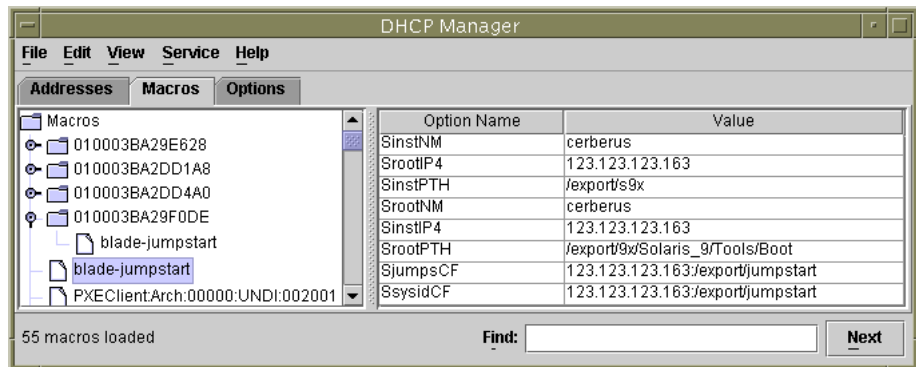 DHCP Manager
File Edit View Service Help
Addresses Macros Options
Macros
010003BA29E628
010003BA2DD1A8
010003BA2DD4A0
010003BA29F0DE
blade-jumpstart
blade-jumpstart
PXEClient:Arch:00000:UNDI:002001
Option Name Value
SinstNM cerberus
SrootIP4 123.123.123.163
SinstPTH /export/s9x
SrootNM cerberus
SinstIP4 123.123.123.163
SrootPTH /export/9x/Solaris_9/Tools/Boot
SjumpsCF 123.123.123.163:/export/jumpstart
SsysidCF 123.123.123.163:/export/jumpstart
55 macros loaded
Find: Next